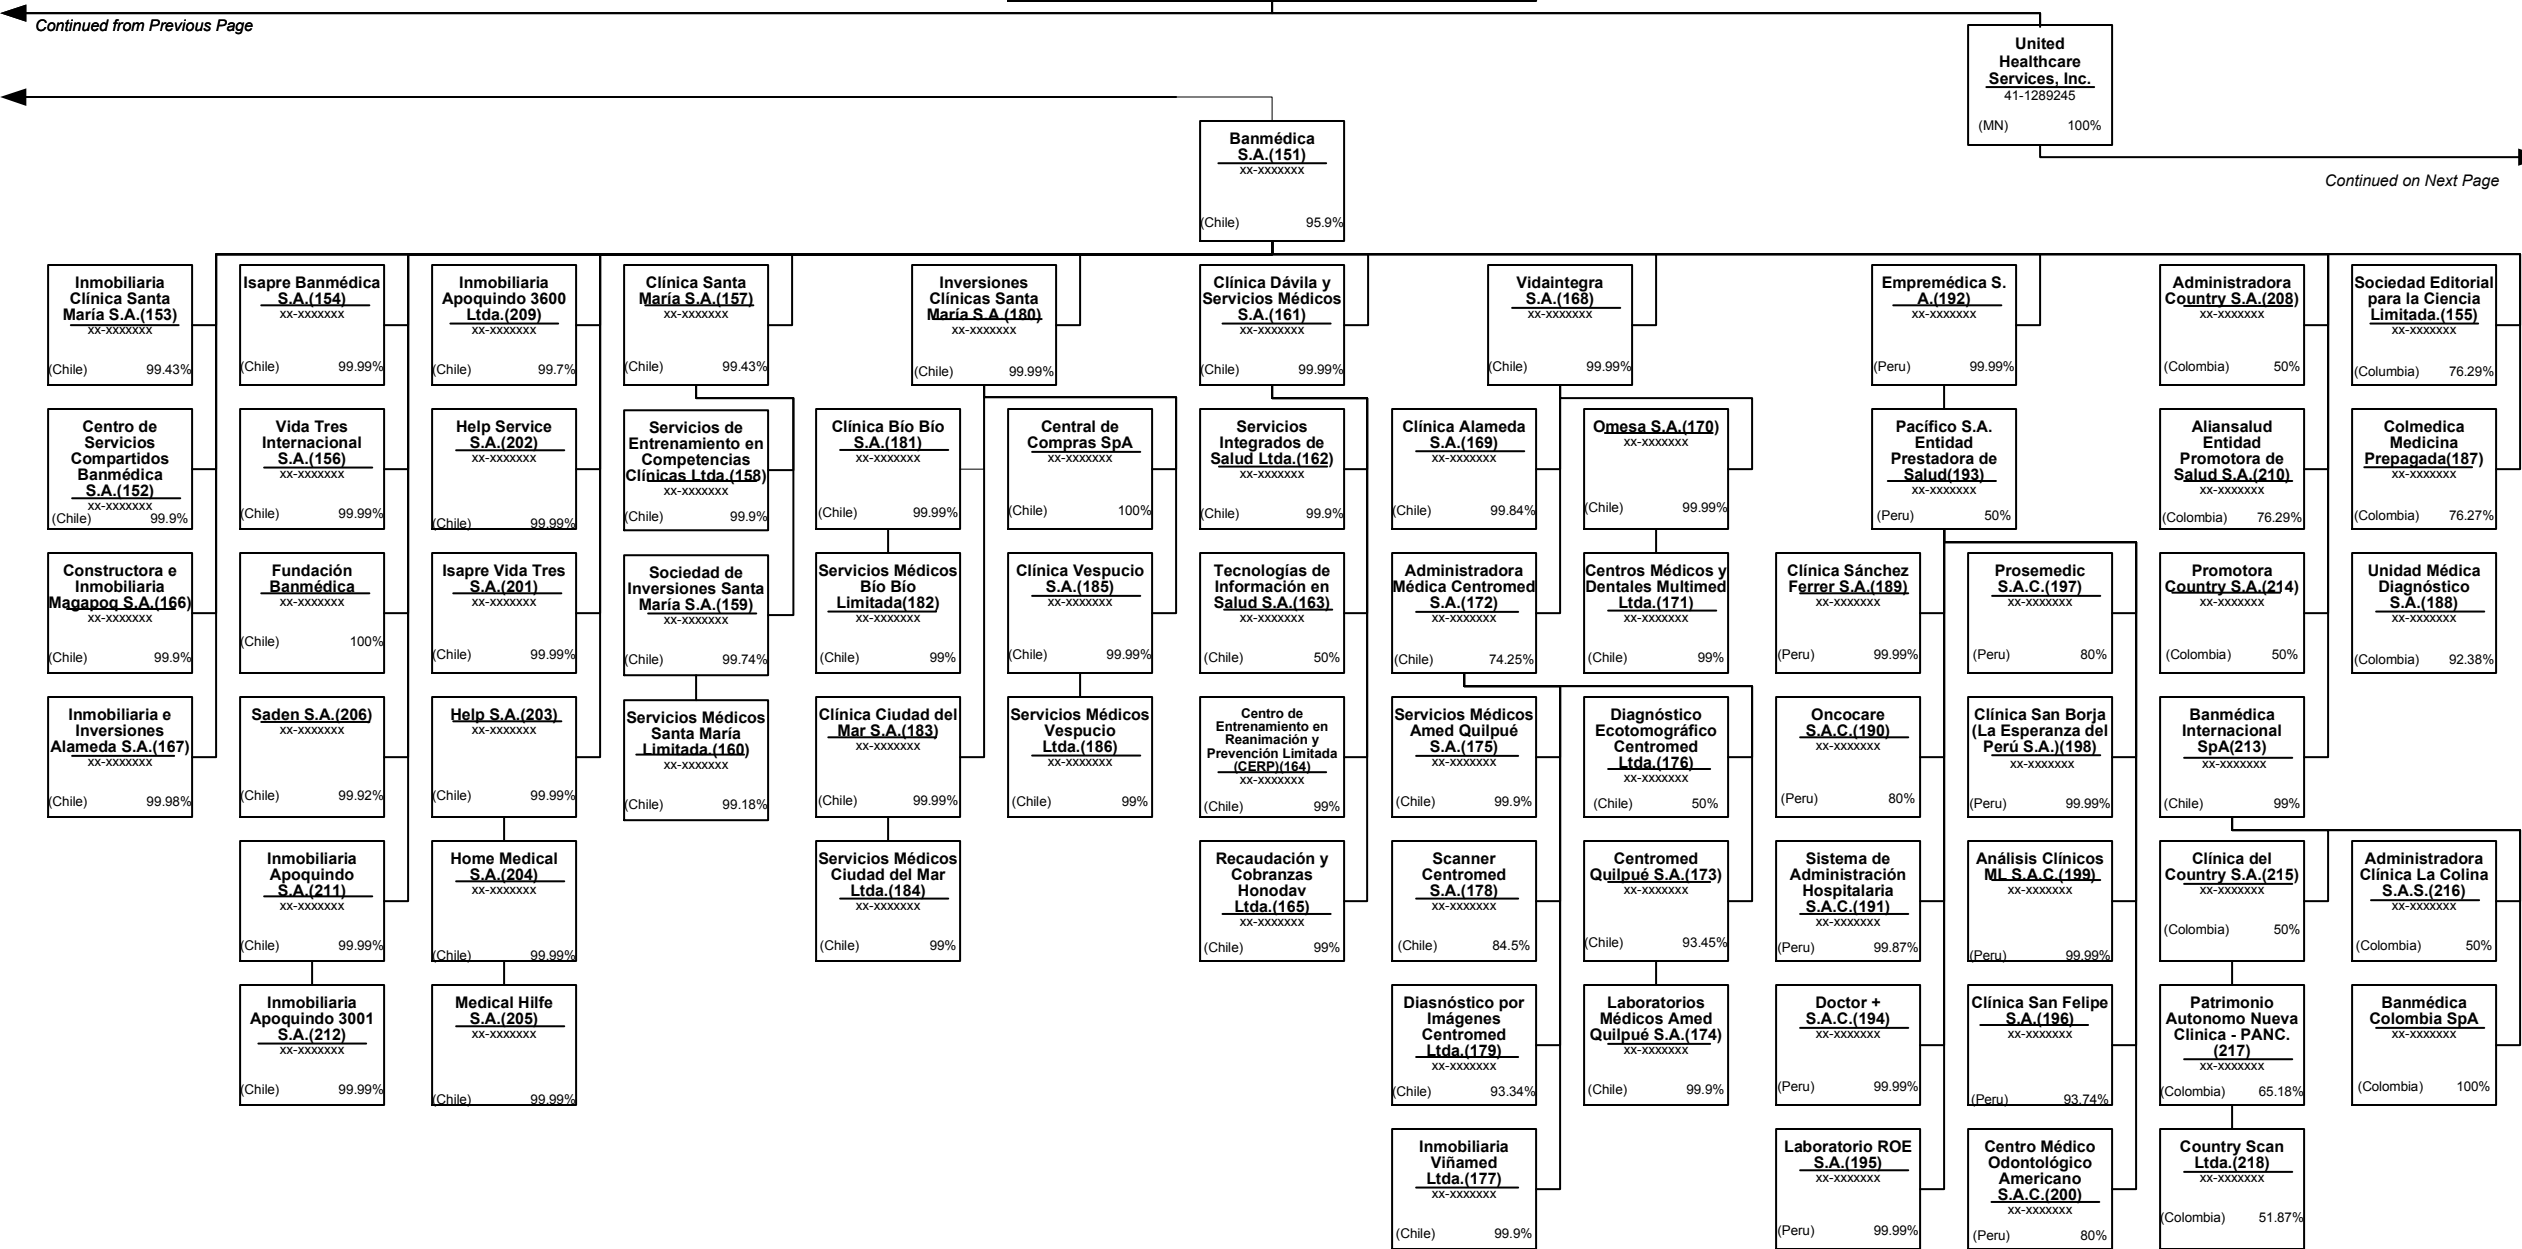 Continued from Previous Page
United
Healthcare
Services, Inc.
41-1289245
(MN) 100%
Continued on Next Page
Banmédica
S.A.(151)
xx-xxxxxxx
(Chile) 95.9%
Inmobiliaria
Clínica Santa
María S.A.(153)
xx-xxxxxxx
(Chile) 99.43%
Isapre Banmédica
S.A.(154)
xx-xxxxxxx
(Chile) 99.99%
Inmobiliaria
Apoquindo 3600
Ltda.(209)
xx-xxxxxxx
(Chile) 99.7%
Clínica Santa
María S.A.(157)
xx-xxxxxxx
(Chile) 99.43%
Inversiones
Clínicas Santa
María S.A.(180)
xx-xxxxxxx
(Chile) 99.99%
Clínica Dávila y
Servicios Médicos
S.A.(161)
xx-xxxxxxx
(Chile) 99.99%
Vidaintegra
S.A.(168)
xx-xxxxxxx
(Chile) 99.99%
Empremédica S.
A.(192)
xx-xxxxxxx
(Peru) 99.99%
Administradora
Country S.A.(208)
xx-xxxxxxx
(Colombia) 50%
Sociedad Editorial
para la Ciencia
Limitada.(155)
xx-xxxxxxx
(Columbia) 76.29%
Centro de
Servicios
Compartidos
Banmédica
S.A.(152)
xx-xxxxxxx
(Chile) 99.9%
Vida Tres
Internacional
S.A.(156)
xx-xxxxxxx
(Chile) 99.99%
Help Service
S.A.(202)
xx-xxxxxxx
(Chile) 99.99%
Servicios de
Entrenamiento en
Competencias
Clínicas Ltda.(158)
xx-xxxxxxx
(Chile) 99.9%
Clínica Bío Bío
S.A.(181)
xx-xxxxxxx
(Chile) 99.99%
Central de
Compras SpA
xx-xxxxxxx
(Chile) 100%
Servicios
Integrados de
Salud Ltda.(162)
xx-xxxxxxx
(Chile) 99.9%
Clínica Alameda
S.A.(169)
xx-xxxxxxx
(Chile) 99.84%
Omesa S.A.(170)
xx-xxxxxxx
(Chile) 99.99%
Pacífico S.A.
Entidad
Prestadora de
Salud(193)
xx-xxxxxxx
(Peru) 50%
Aliansalud
Entidad
Promotora de
Salud S.A.(210)
xx-xxxxxxx
(Colombia) 76.29%
Colmedica
Medicina
Prepagada(187)
xx-xxxxxxx
(Colombia) 76.27%
Constructora e
Inmobiliaria
Magapoq S.A.(166)
xx-xxxxxxx
(Chile) 99.9%
Fundación
Banmédica
xx-xxxxxxx
(Chile) 100%
Isapre Vida Tres
S.A.(201)
xx-xxxxxxx
(Chile) 99.99%
Sociedad de
Inversiones Santa
María S.A.(159)
xx-xxxxxxx
(Chile) 99.74%
Servicios Médicos
Bío Bío
Limitada(182)
xx-xxxxxxx
(Chile) 99%
Clínica Vespucio
S.A.(185)
xx-xxxxxxx
(Chile) 99.99%
Tecnologías de
Información en
Salud S.A.(163)
xx-xxxxxxx
(Chile) 50%
Administradora
Médica Centromed
S.A.(172)
xx-xxxxxxx
(Chile) 74.25%
Centros Médicos y
Dentales Multimed
Ltda.(171)
xx-xxxxxxx
(Chile) 99%
Clínica Sánchez
Ferrer S.A.(189)
xx-xxxxxxx
(Peru) 99.99%
Prosemedic
S.A.C.(197)
xx-xxxxxxx
(Peru) 80%
Promotora
Country S.A.(214)
xx-xxxxxxx
(Colombia) 50%
Unidad Médica
Diagnóstico
S.A.(188)
xx-xxxxxxx
(Colombia) 92.38%
Inmobiliaria e
Inversiones
Alameda S.A.(167)
xx-xxxxxxx
(Chile) 99.98%
Saden S.A.(206)
xx-xxxxxxx
(Chile) 99.92%
Help S.A.(203)
xx-xxxxxxx
(Chile) 99.99%
Servicios Médicos
Santa María
Limitada.(160)
xx-xxxxxxx
(Chile) 99.18%
Clínica Ciudad del
Mar S.A.(183)
xx-xxxxxxx
(Chile) 99.99%
Servicios Médicos
Vespucio
Ltda.(186)
xx-xxxxxxx
(Chile) 99%
Centro de
Entrenamiento en
Reanimación y
Prevención Limitada
(CERP)(164)
xx-xxxxxxx
(Chile) 99%
Servicios Médicos
Amed Quilpué
S.A.(175)
xx-xxxxxxx
(Chile) 99.9%
Diagnóstico
Ecotomográfico
Centromed
Ltda.(176)
xx-xxxxxxx
(Chile) 50%
Oncocare
S.A.C.(190)
xx-xxxxxxx
(Peru) 80%
Clínica San Borja
(La Esperanza del
Perú S.A.)(198)
xx-xxxxxxx
(Peru) 99.99%
Banmédica
Internacional
SpA(213)
xx-xxxxxxx
(Chile) 99%
Inmobiliaria
Apoquindo
S.A.(211)
xx-xxxxxxx
(Chile) 99.99%
Home Medical
S.A.(204)
xx-xxxxxxx
(Chile) 99.99%
Servicios Médicos
Ciudad del Mar
Ltda.(184)
xx-xxxxxxx
(Chile) 99%
Recaudación y
Cobranzas
Honodav
Ltda.(165)
xx-xxxxxxx
(Chile) 99%
Scanner
Centromed
S.A.(178)
xx-xxxxxxx
(Chile) 84.5%
Centromed
Quilpué S.A.(173)
xx-xxxxxxx
(Chile) 93.45%
Sistema de
Administración
Hospitalaria
S.A.C.(191)
xx-xxxxxxx
(Peru) 99.87%
Análisis Clínicos
ML S.A.C.(199)
xx-xxxxxxx
(Peru) 99.99%
Clínica del
Country S.A.(215)
xx-xxxxxxx
(Colombia) 50%
Administradora
Clínica La Colina
S.A.S.(216)
xx-xxxxxxx
(Colombia) 50%
Inmobiliaria
Apoquindo 3001
S.A.(212)
xx-xxxxxxx
(Chile) 99.99%
Medical Hilfe
S.A.(205)
xx-xxxxxxx
(Chile) 99.99%
Diasnóstico por
Imágenes
Centromed
Ltda.(179)
xx-xxxxxxx
(Chile) 93.34%
Laboratorios
Médicos Amed
Quilpué S.A.(174)
xx-xxxxxxx
(Chile) 99.9%
Doctor +
S.A.C.(194)
xx-xxxxxxx
(Peru) 99.99%
Clínica San Felipe
S.A.(196)
xx-xxxxxxx
(Peru) 93.74%
Patrimonio
Autonomo Nueva
Clinica - PANC.
(217)
xx-xxxxxxx
(Colombia) 65.18%
Banmédica
Colombia SpA
xx-xxxxxxx
(Colombia) 100%
Inmobiliaria
Viñamed
Ltda.(177)
xx-xxxxxxx
(Chile) 99.9%
Laboratorio ROE
S.A.(195)
xx-xxxxxxx
(Peru) 99.99%
Centro Médico
Odontológico
Americano
S.A.C.(200)
xx-xxxxxxx
(Peru) 80%
Country Scan
Ltda.(218)
xx-xxxxxxx
(Colombia) 51.87%